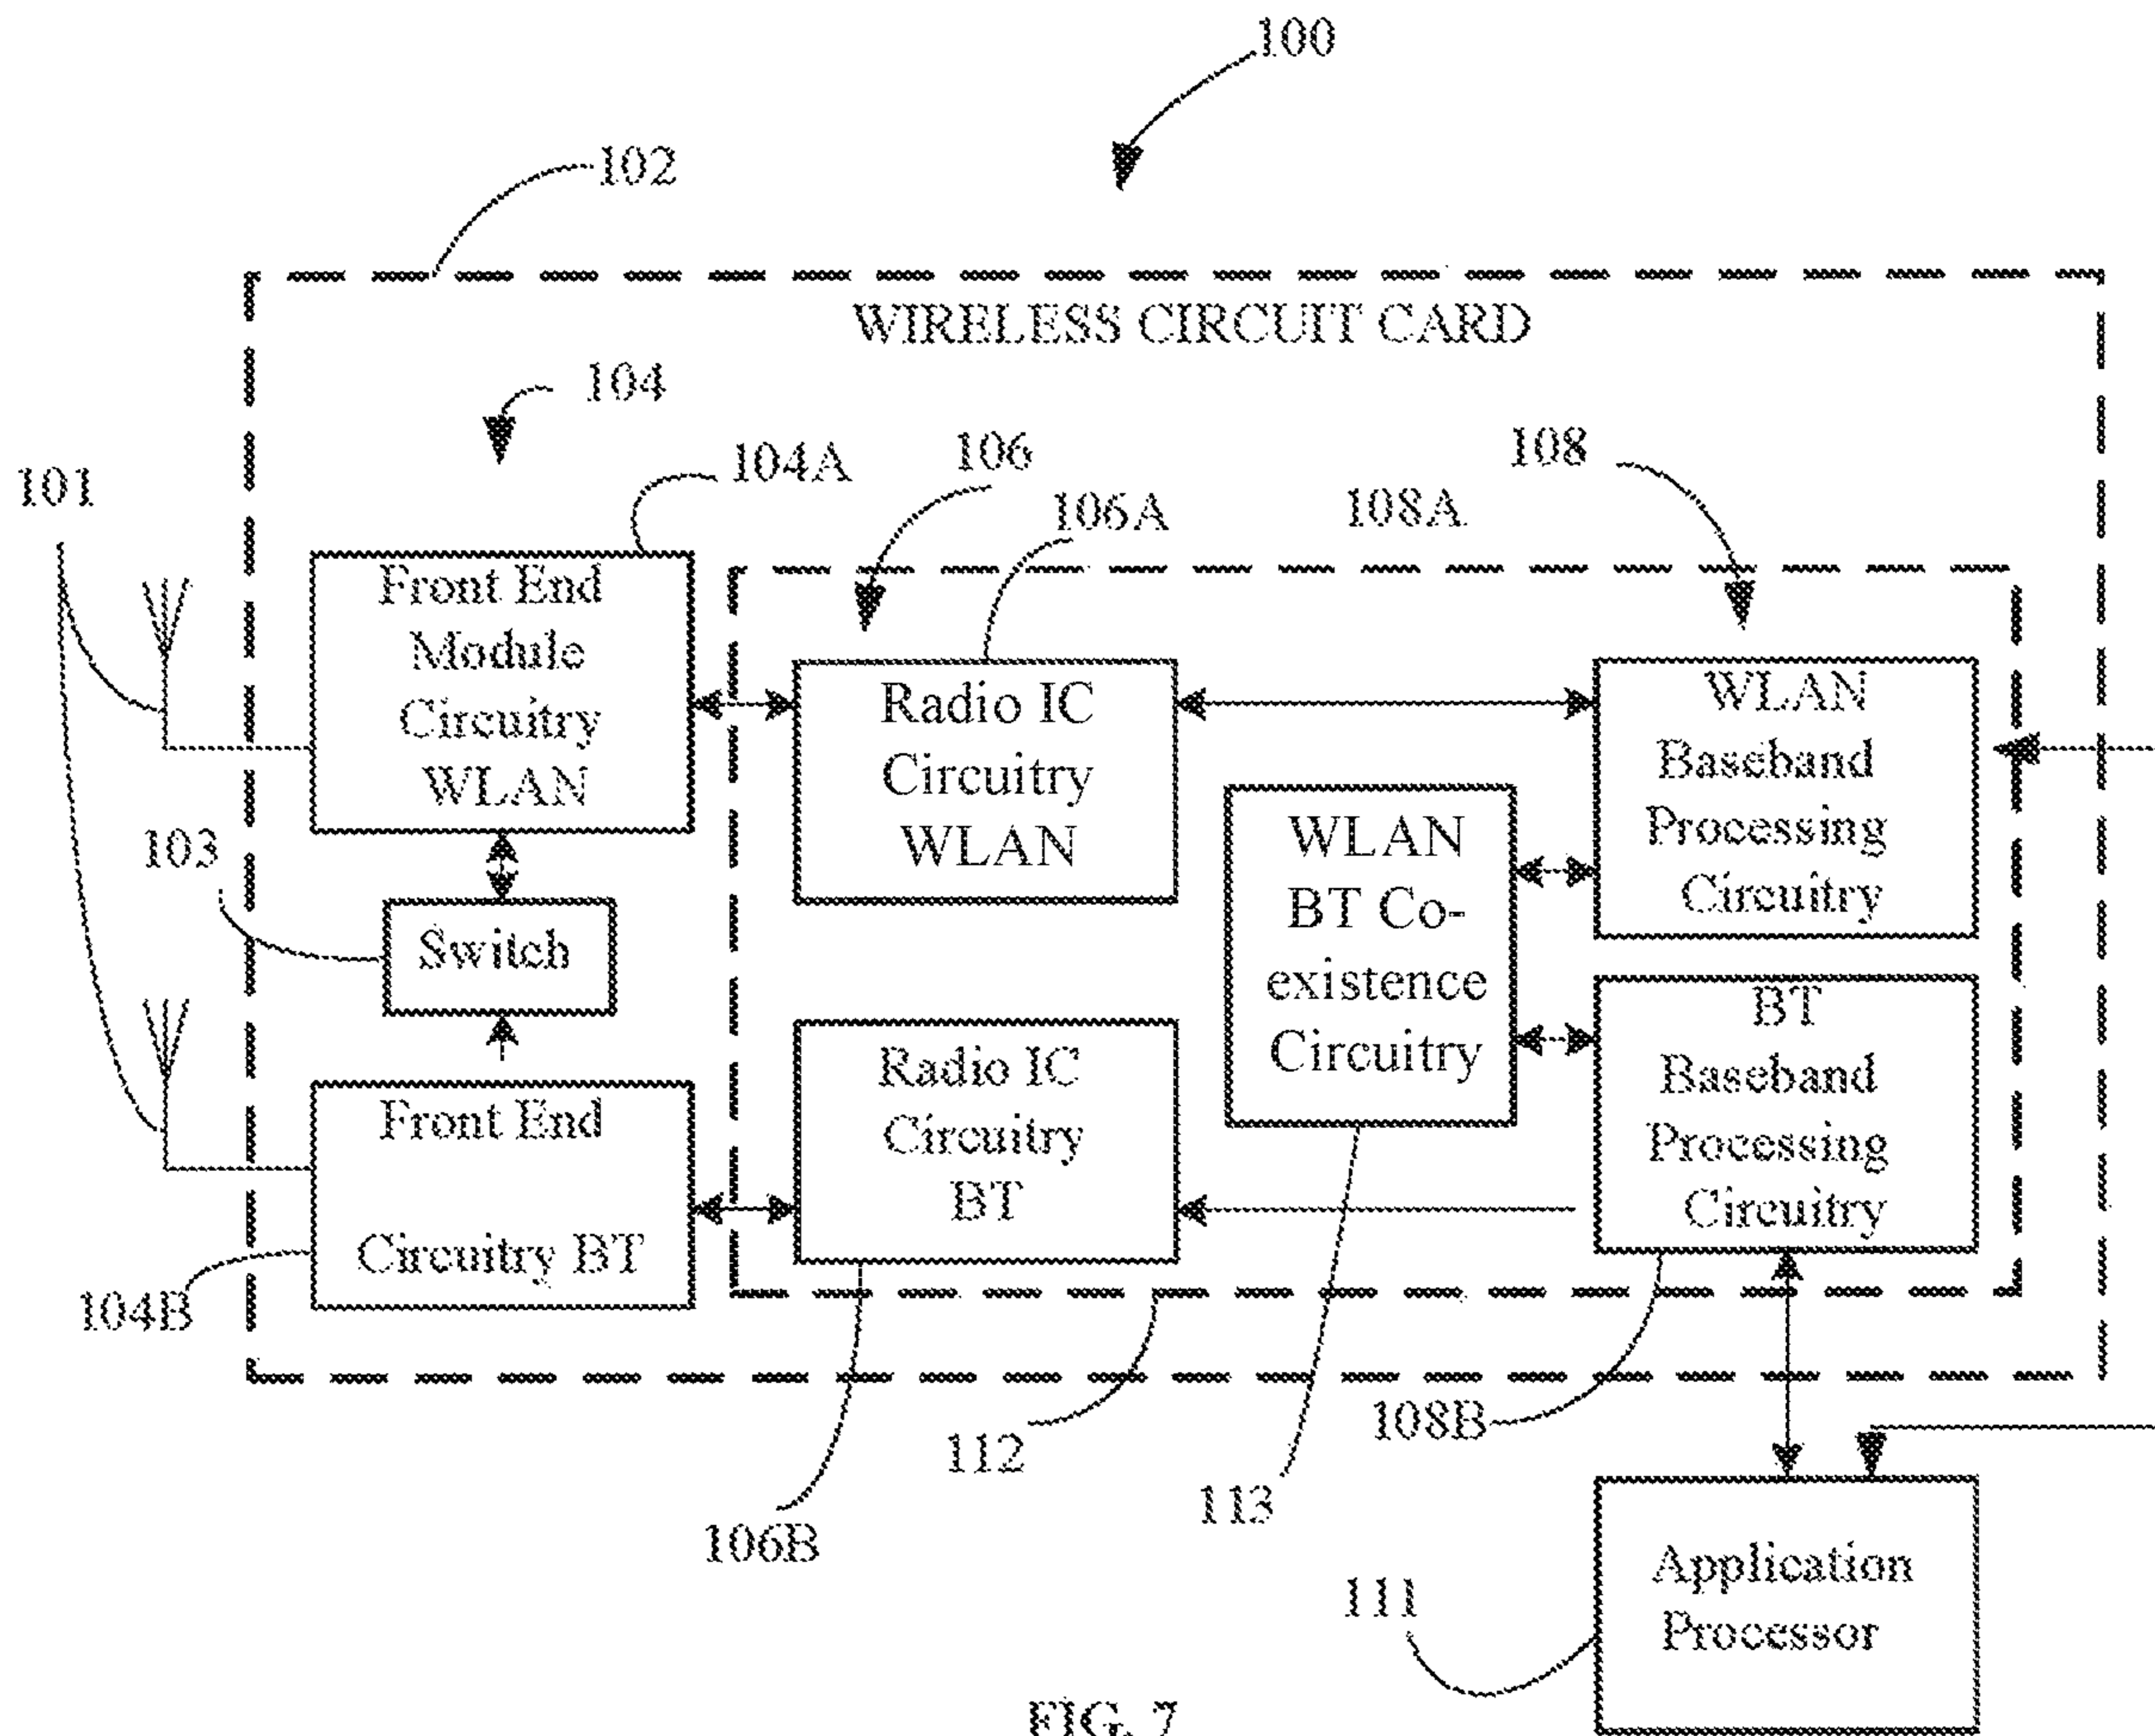 100
102
WIRELESS CIRCUIT CARD
104
104A
106
106A
108A
108
101
Front End
Module
Circuitry
WLAN
Radio IC
Circuitry
WLAN
WLAN
Baseband
Processing
Circuitry
103
Switch
WLAN
BT Co-
existence
Circuitry
Front End
Circuitry BT
104B
Radio IC
Circuitry
BT
BT
Baseband
Processing
Circuitry
106B
112
113
108B
111
Application
Processor
FIG. 7